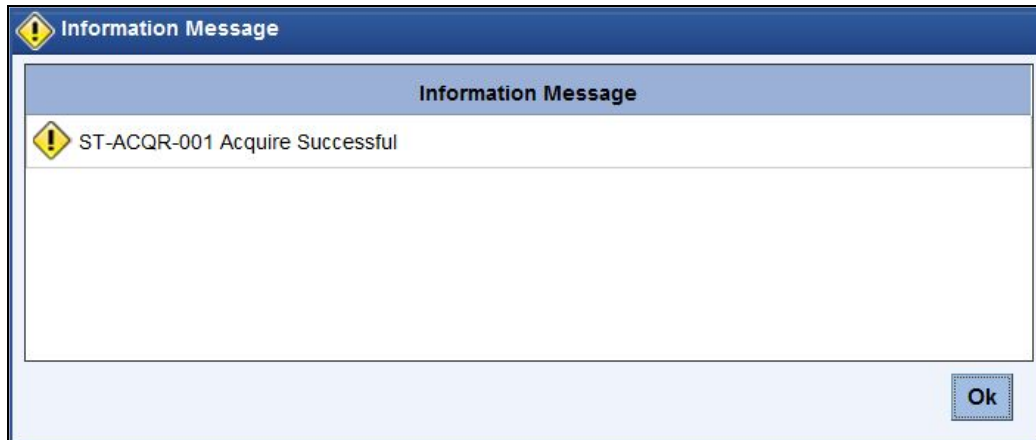 Information Message
Information Message
ST-ACQR-001 Acquire Successful
Ok